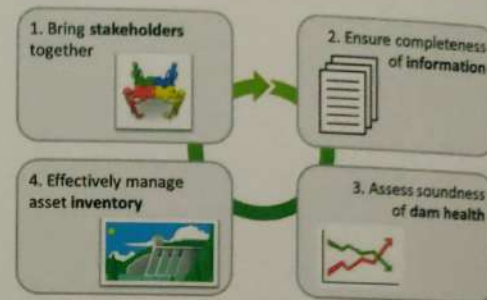 1. Bring stakeholders
together
2. Ensure completeness
of information
4. Effectively manage
asset inventory
3. Assess soundness
of dam health